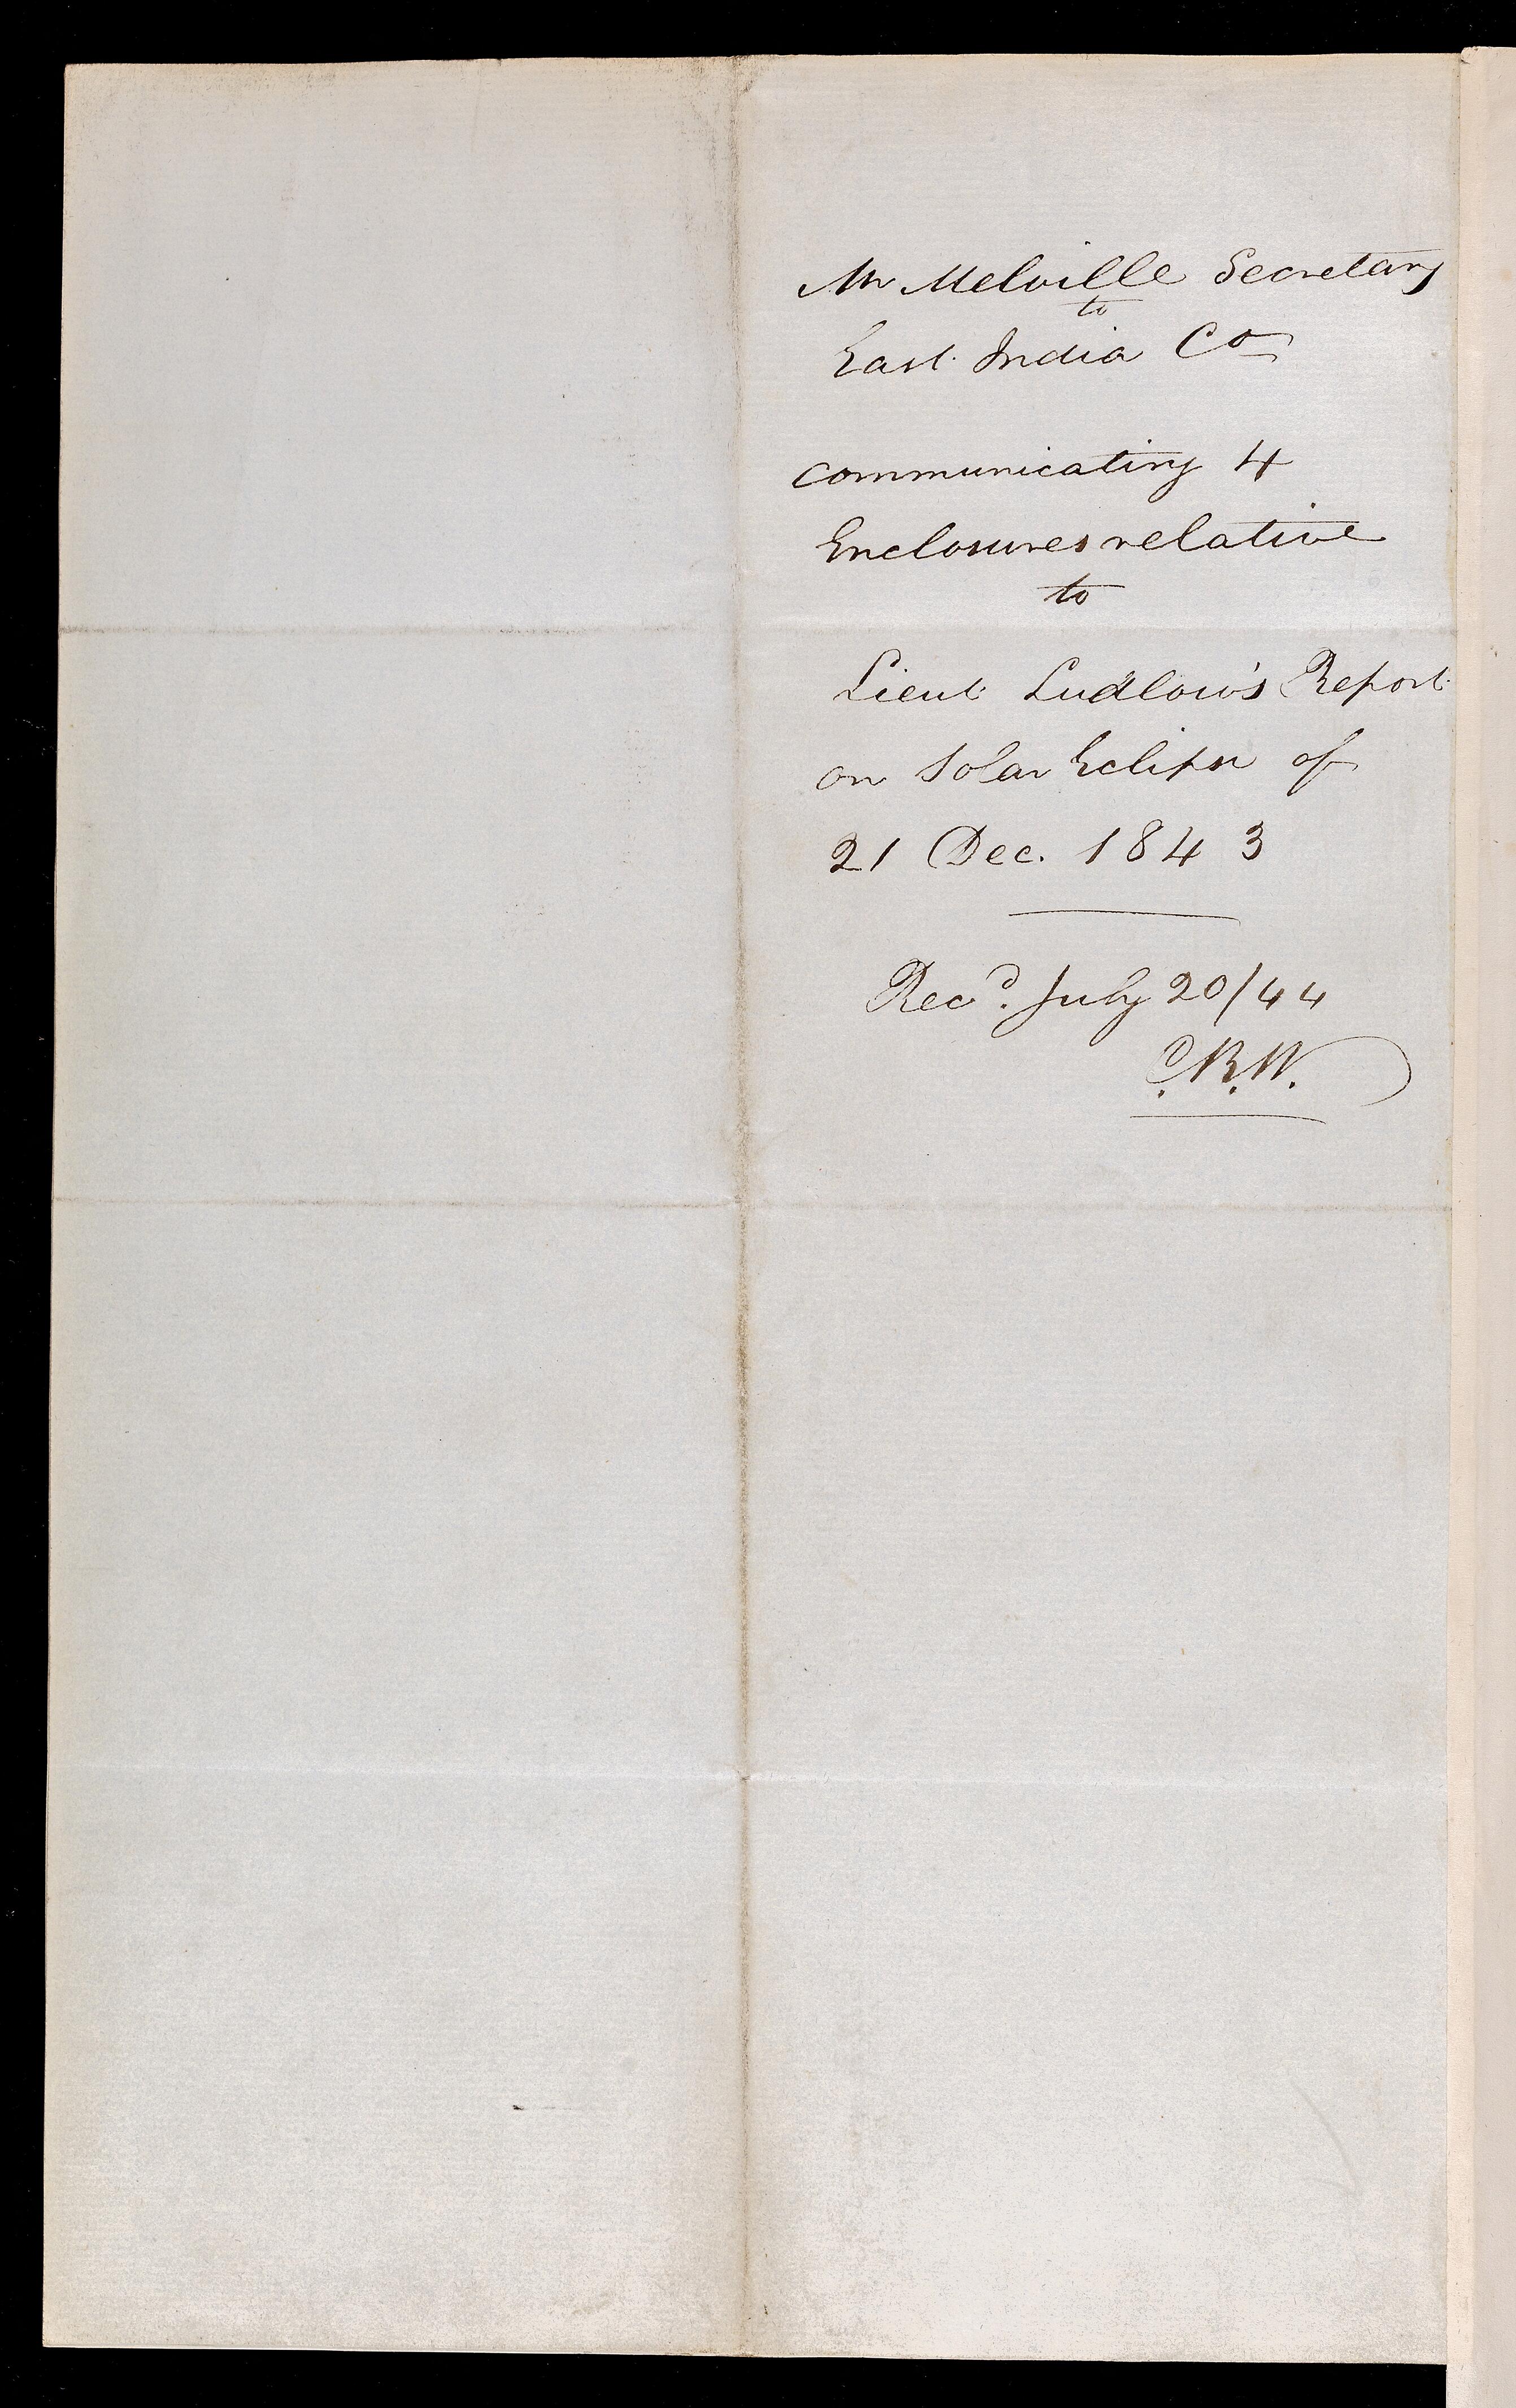 Mr Melville Secretary
to
East India Co
communicating 4
Enclosures relative
to
Lieut Ludlow's Report
on Solar Eclipse of
21 Dec. 1843
Recd. July 20/44
C.R.W.